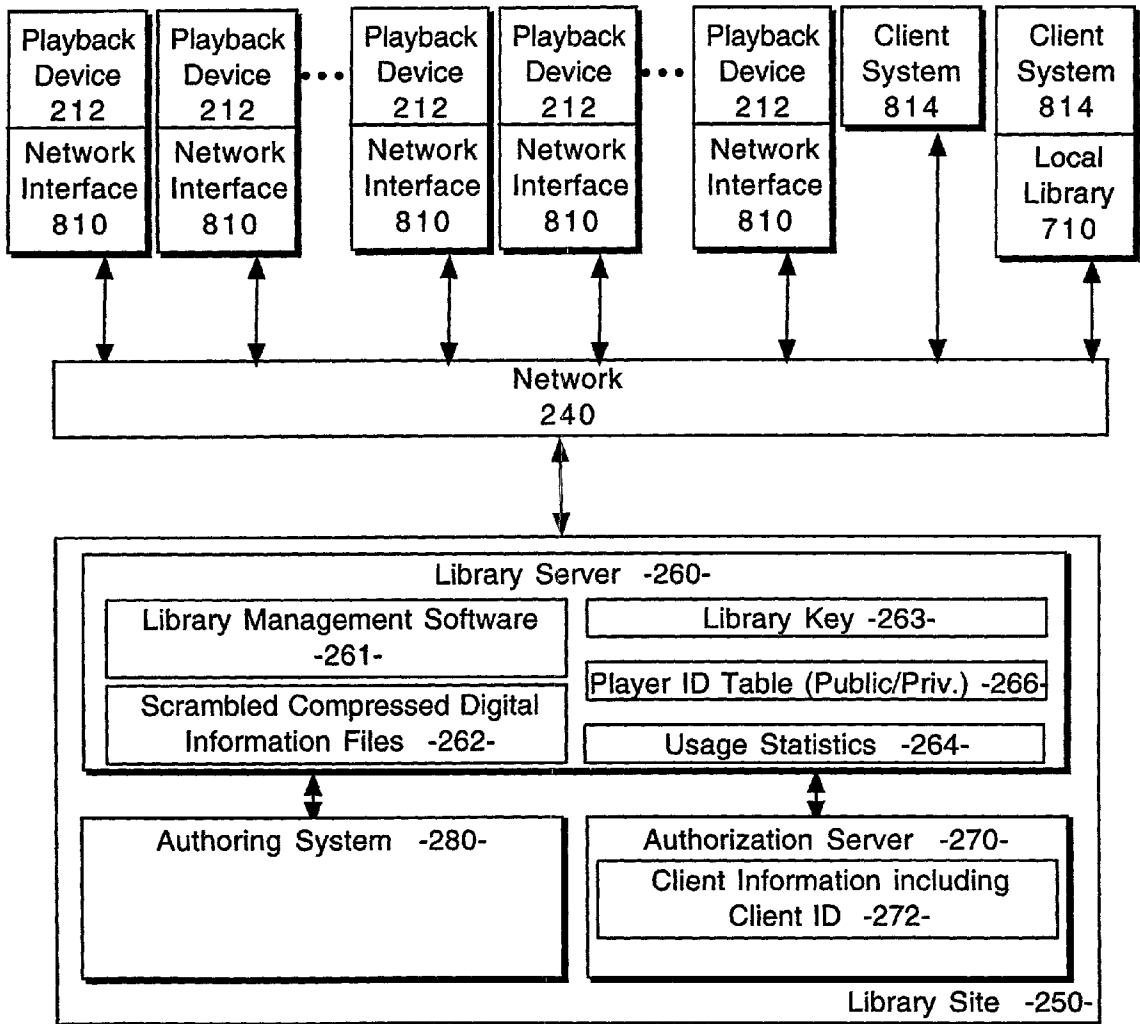 Playback
Device
212
Network
Interface
810
Playback
Device
212
Network
Interface
810
Playback
Device
212
Network
Interface
810
Playback
Device
212
Network
Interface
810
Playback
Device
212
Network
Interface
810
Client
System
814
Client
System
814
Local
Library
710
Network
240
Library Server -260-
Library Management Software
-261-
Scrambled Compressed Digital
Information Files -262-
Library Key -263-
Player ID Table (Public/Priv.) -266-
Usage Statistics -264-
Authoring System -280-
Authorization Server -270-
Client Information including
Client ID -272-
Library Site -250-